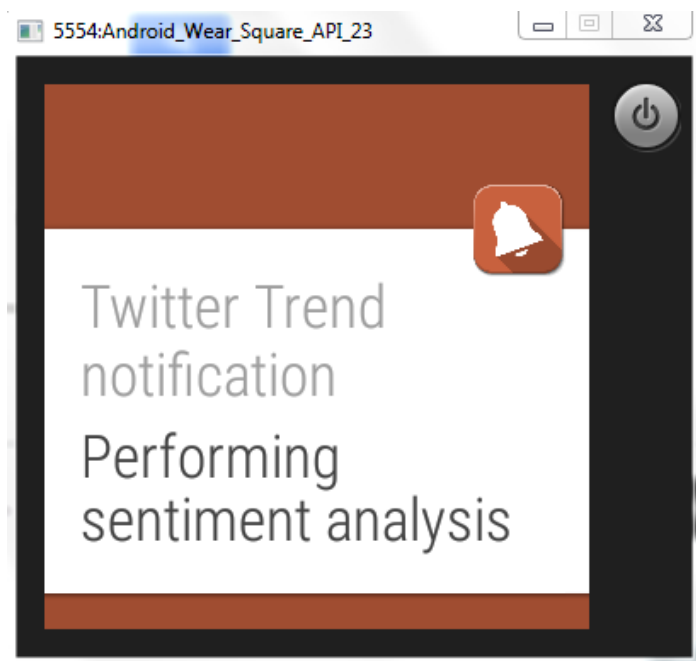 5554:Android_Wear_Square_API_23
Twitter Trend
notification
Performing
sentiment analysis